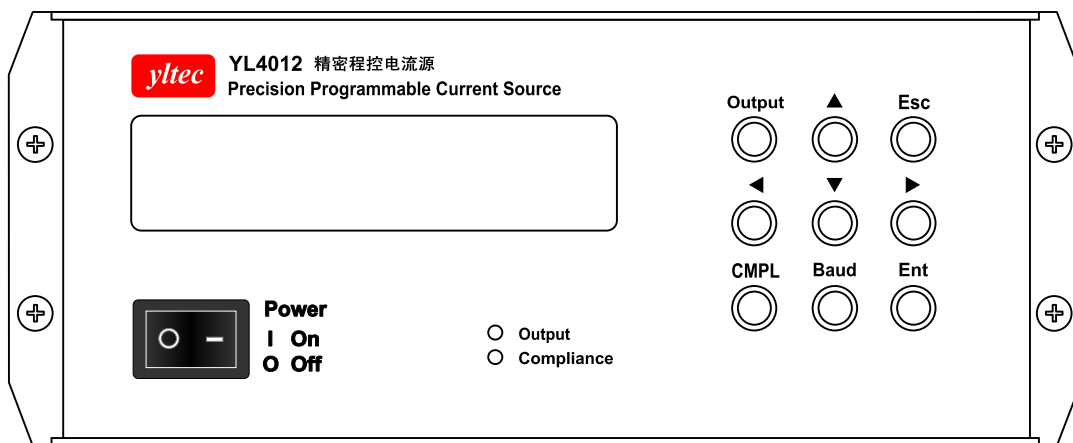 yltec
YL4012 精密程控电流源
Precision Programmable Current Source
Output ▲ Esc
◀ ▼ ▶
CMPL Baud Ent
Power
I On
O Off
Output
Compliance